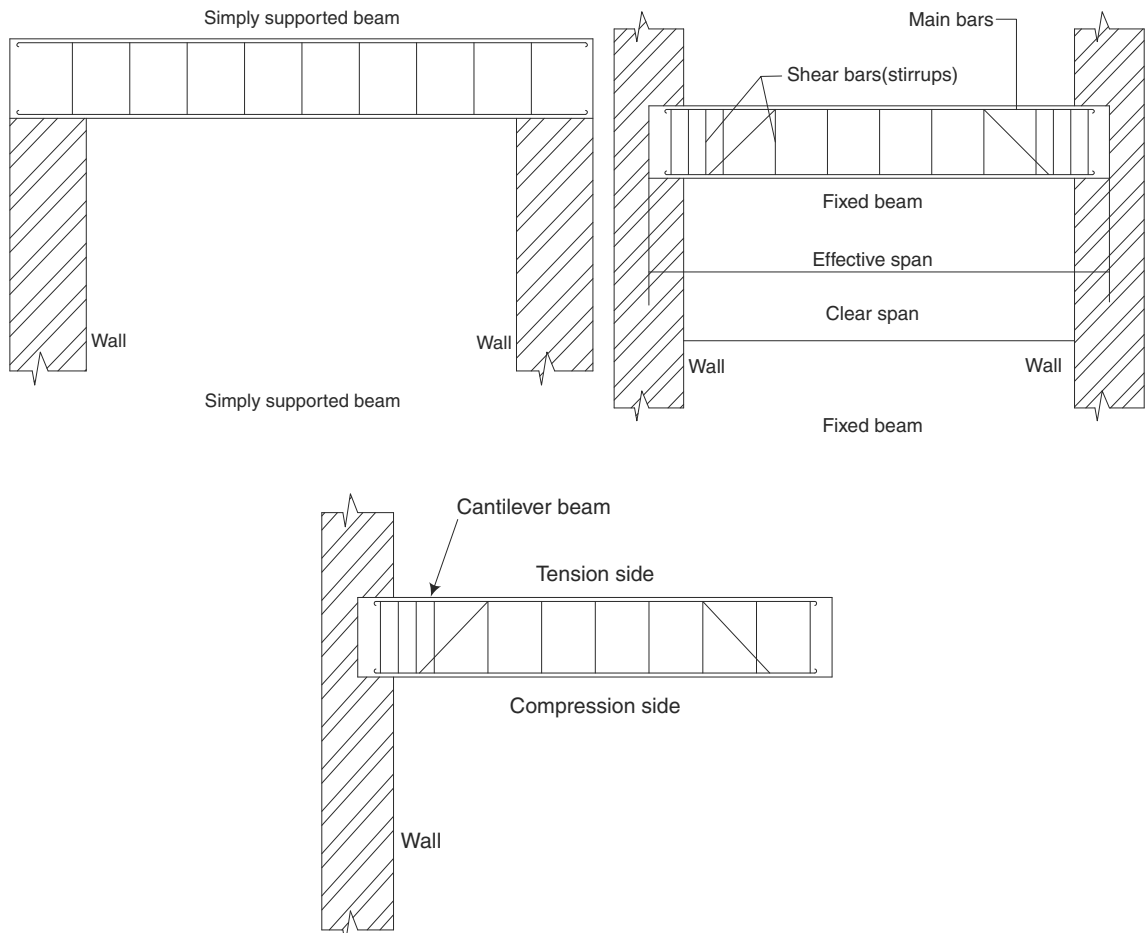 Simply supported beam
Wall
Wall
Simply supported beam
Main bars
Shear bars(stirrups)
Fixed beam
Effective span
Clear span
Wall
Wall
Fixed beam
Cantilever beam
Tension side
Compression side
Wall